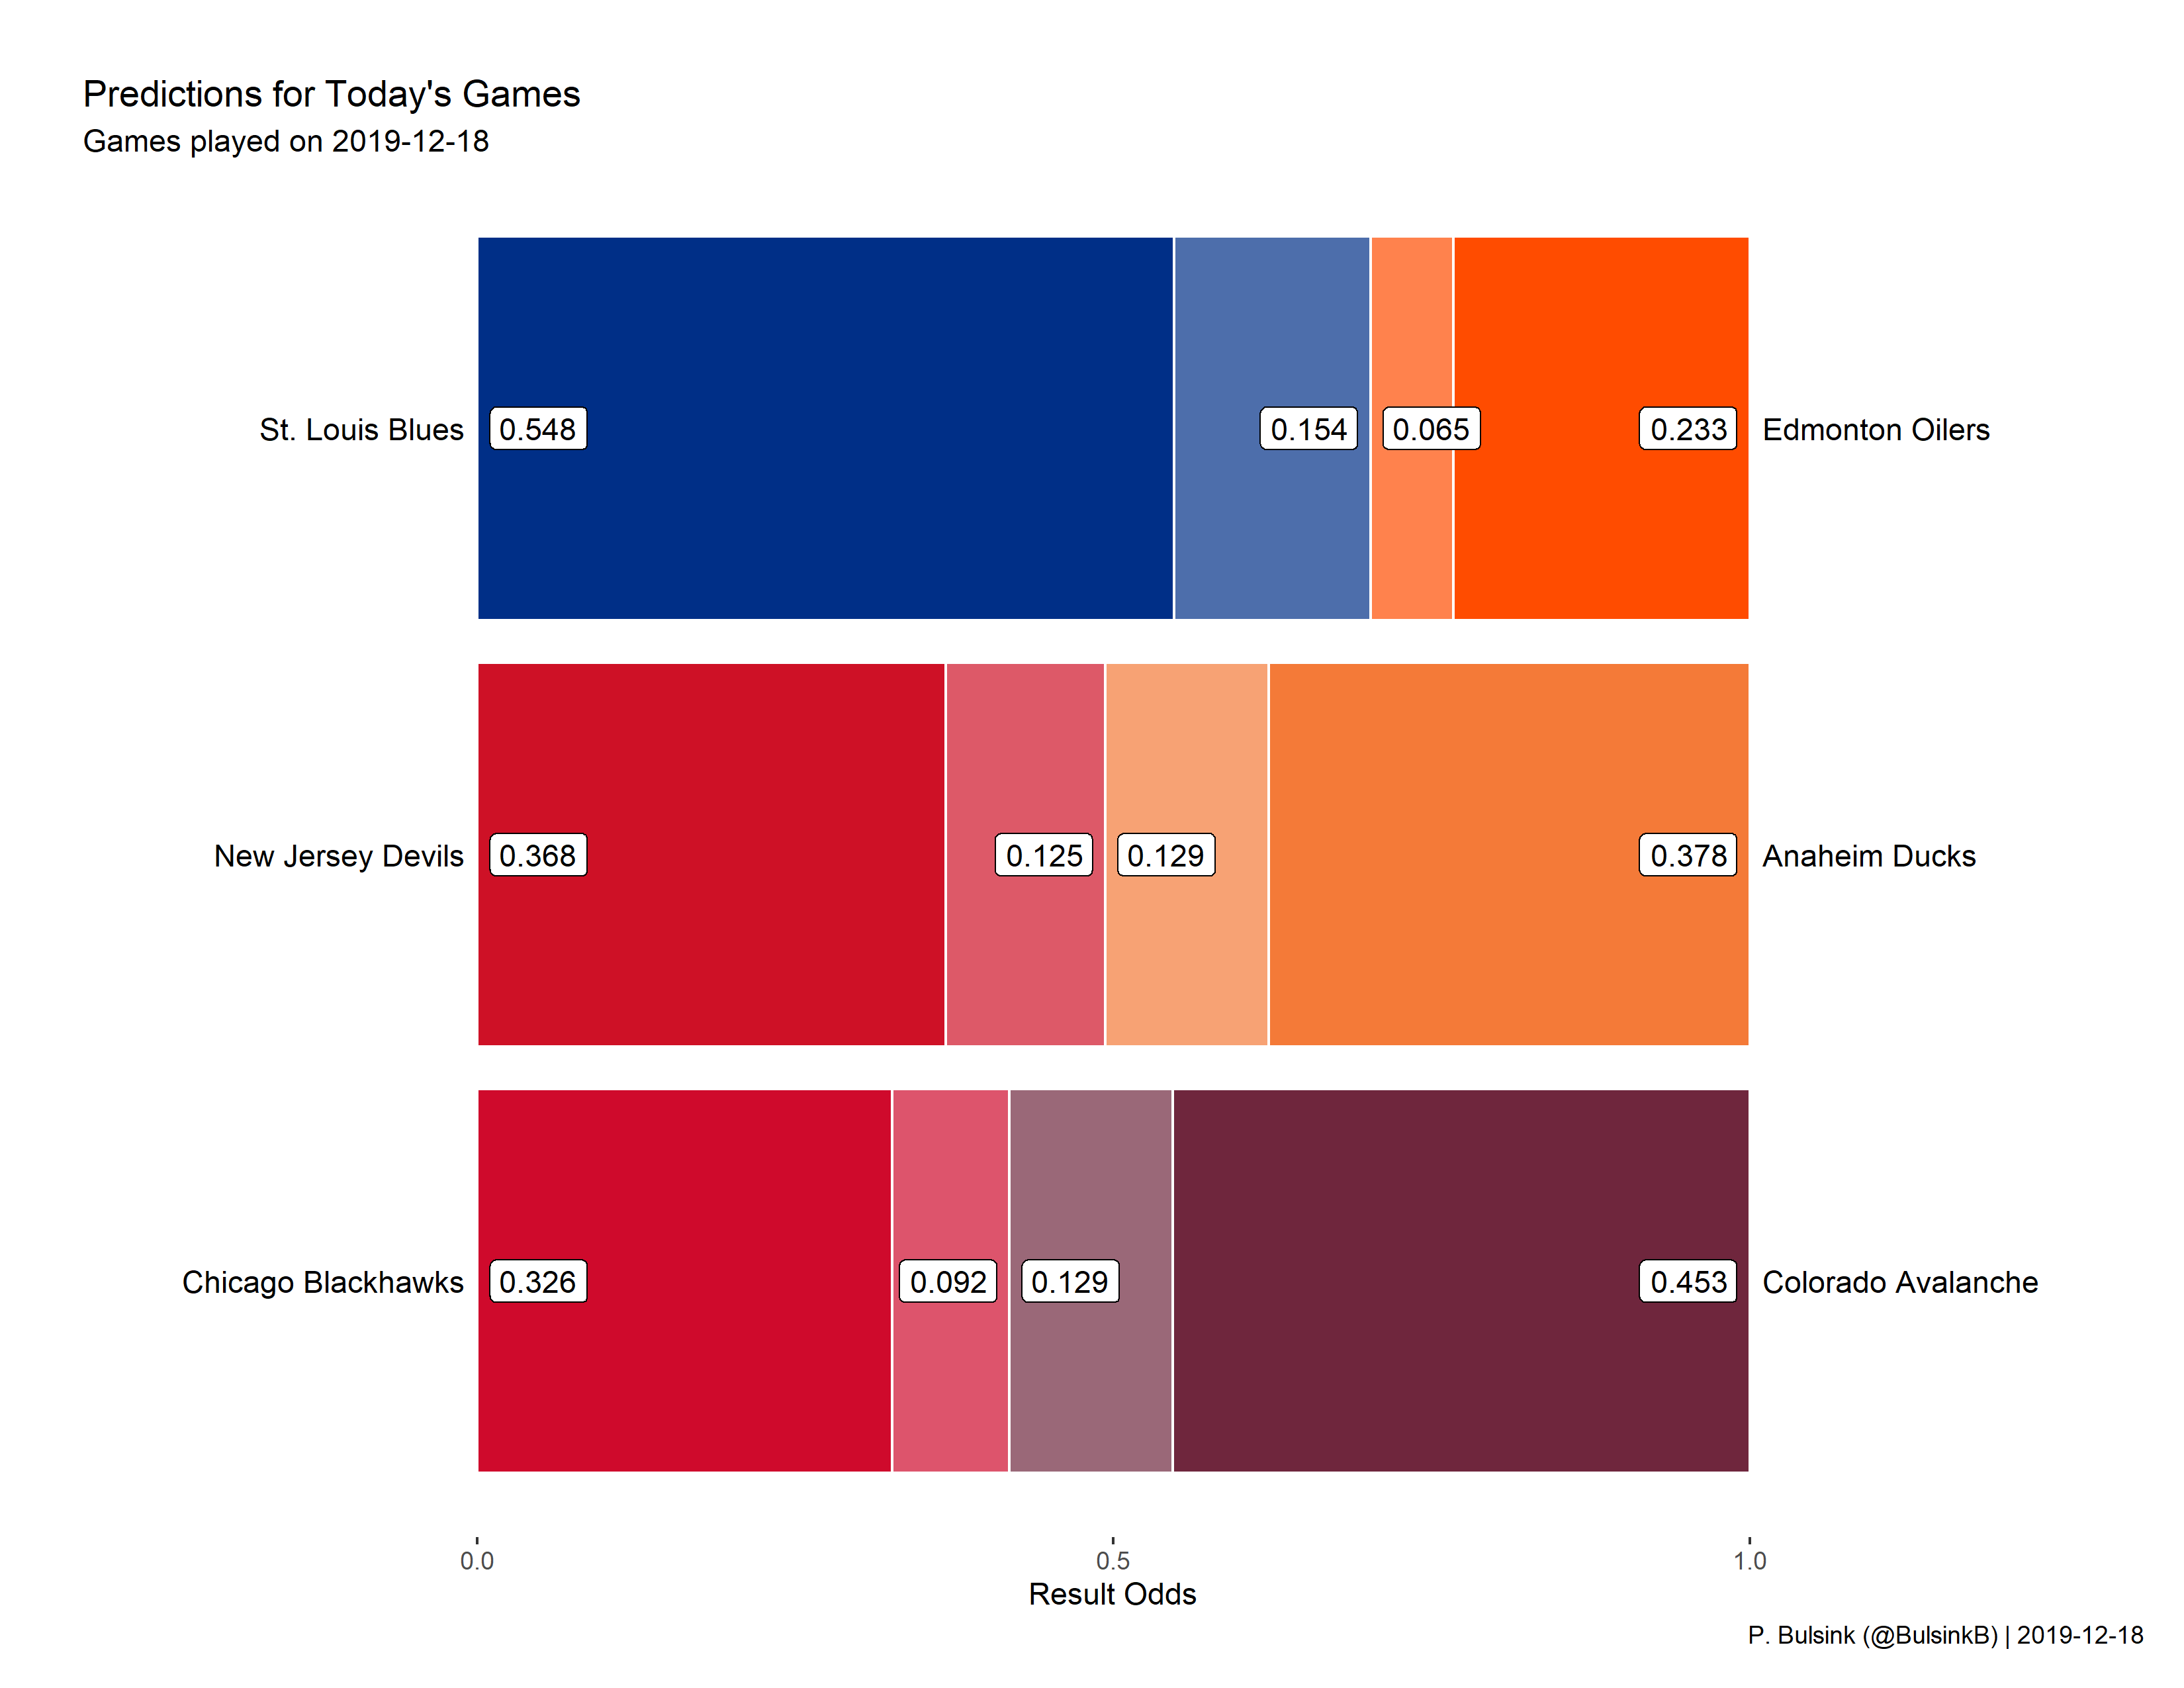 Predictions for Today's Games
Games played on 2019-12-18
St. Louis Blues 0.548 0.154 0.065 0.233 Edmonton Oilers
New Jersey Devils 0.368 0.125 0.129 0.378 Anaheim Ducks
Chicago Blackhawks 0.326 0.092 0.129 0.453 Colorado Avalanche
0.0 0.5 1.0
Result Odds
P. Bulsink (@BulsinkB) | 2019-12-18